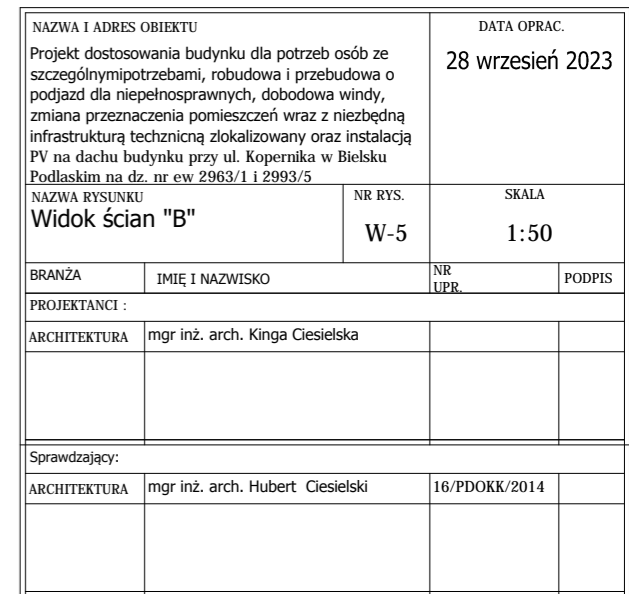 NAZWA I ADRES OBIEKTU
DATA OPRAC.
Projekt dostosowania budynku dla potrzeb osób ze
szczególnymipotrzebami, robudowa i przebudowa o
podjazd dla niepełnosprawnych, dobodowa windy,
zmiana przeznaczenia pomieszczeń wraz z niezbędną
infrastrukturą techznicną zlokalizowany oraz instalacją
PV na dachu budynku przy ul. Kopernika w Bielsku
Podlaskim na dz. nr ew 2963/1 i 2993/5
28 wrzesień 2023
NAZWA RYSUNKU
Widok ścian "B"
NR RYS.
W-5
SKALA
1:50
BRANŻA
IMIĘ I NAZWISKO
NR
UPR.
PODPIS
PROJEKTANCI :
ARCHITEKTURA
mgr inż. arch. Kinga Ciesielska
Sprawdzający:
ARCHITEKTURA
mgr inż. arch. Hubert  Ciesielski
16/PDOKK/2014